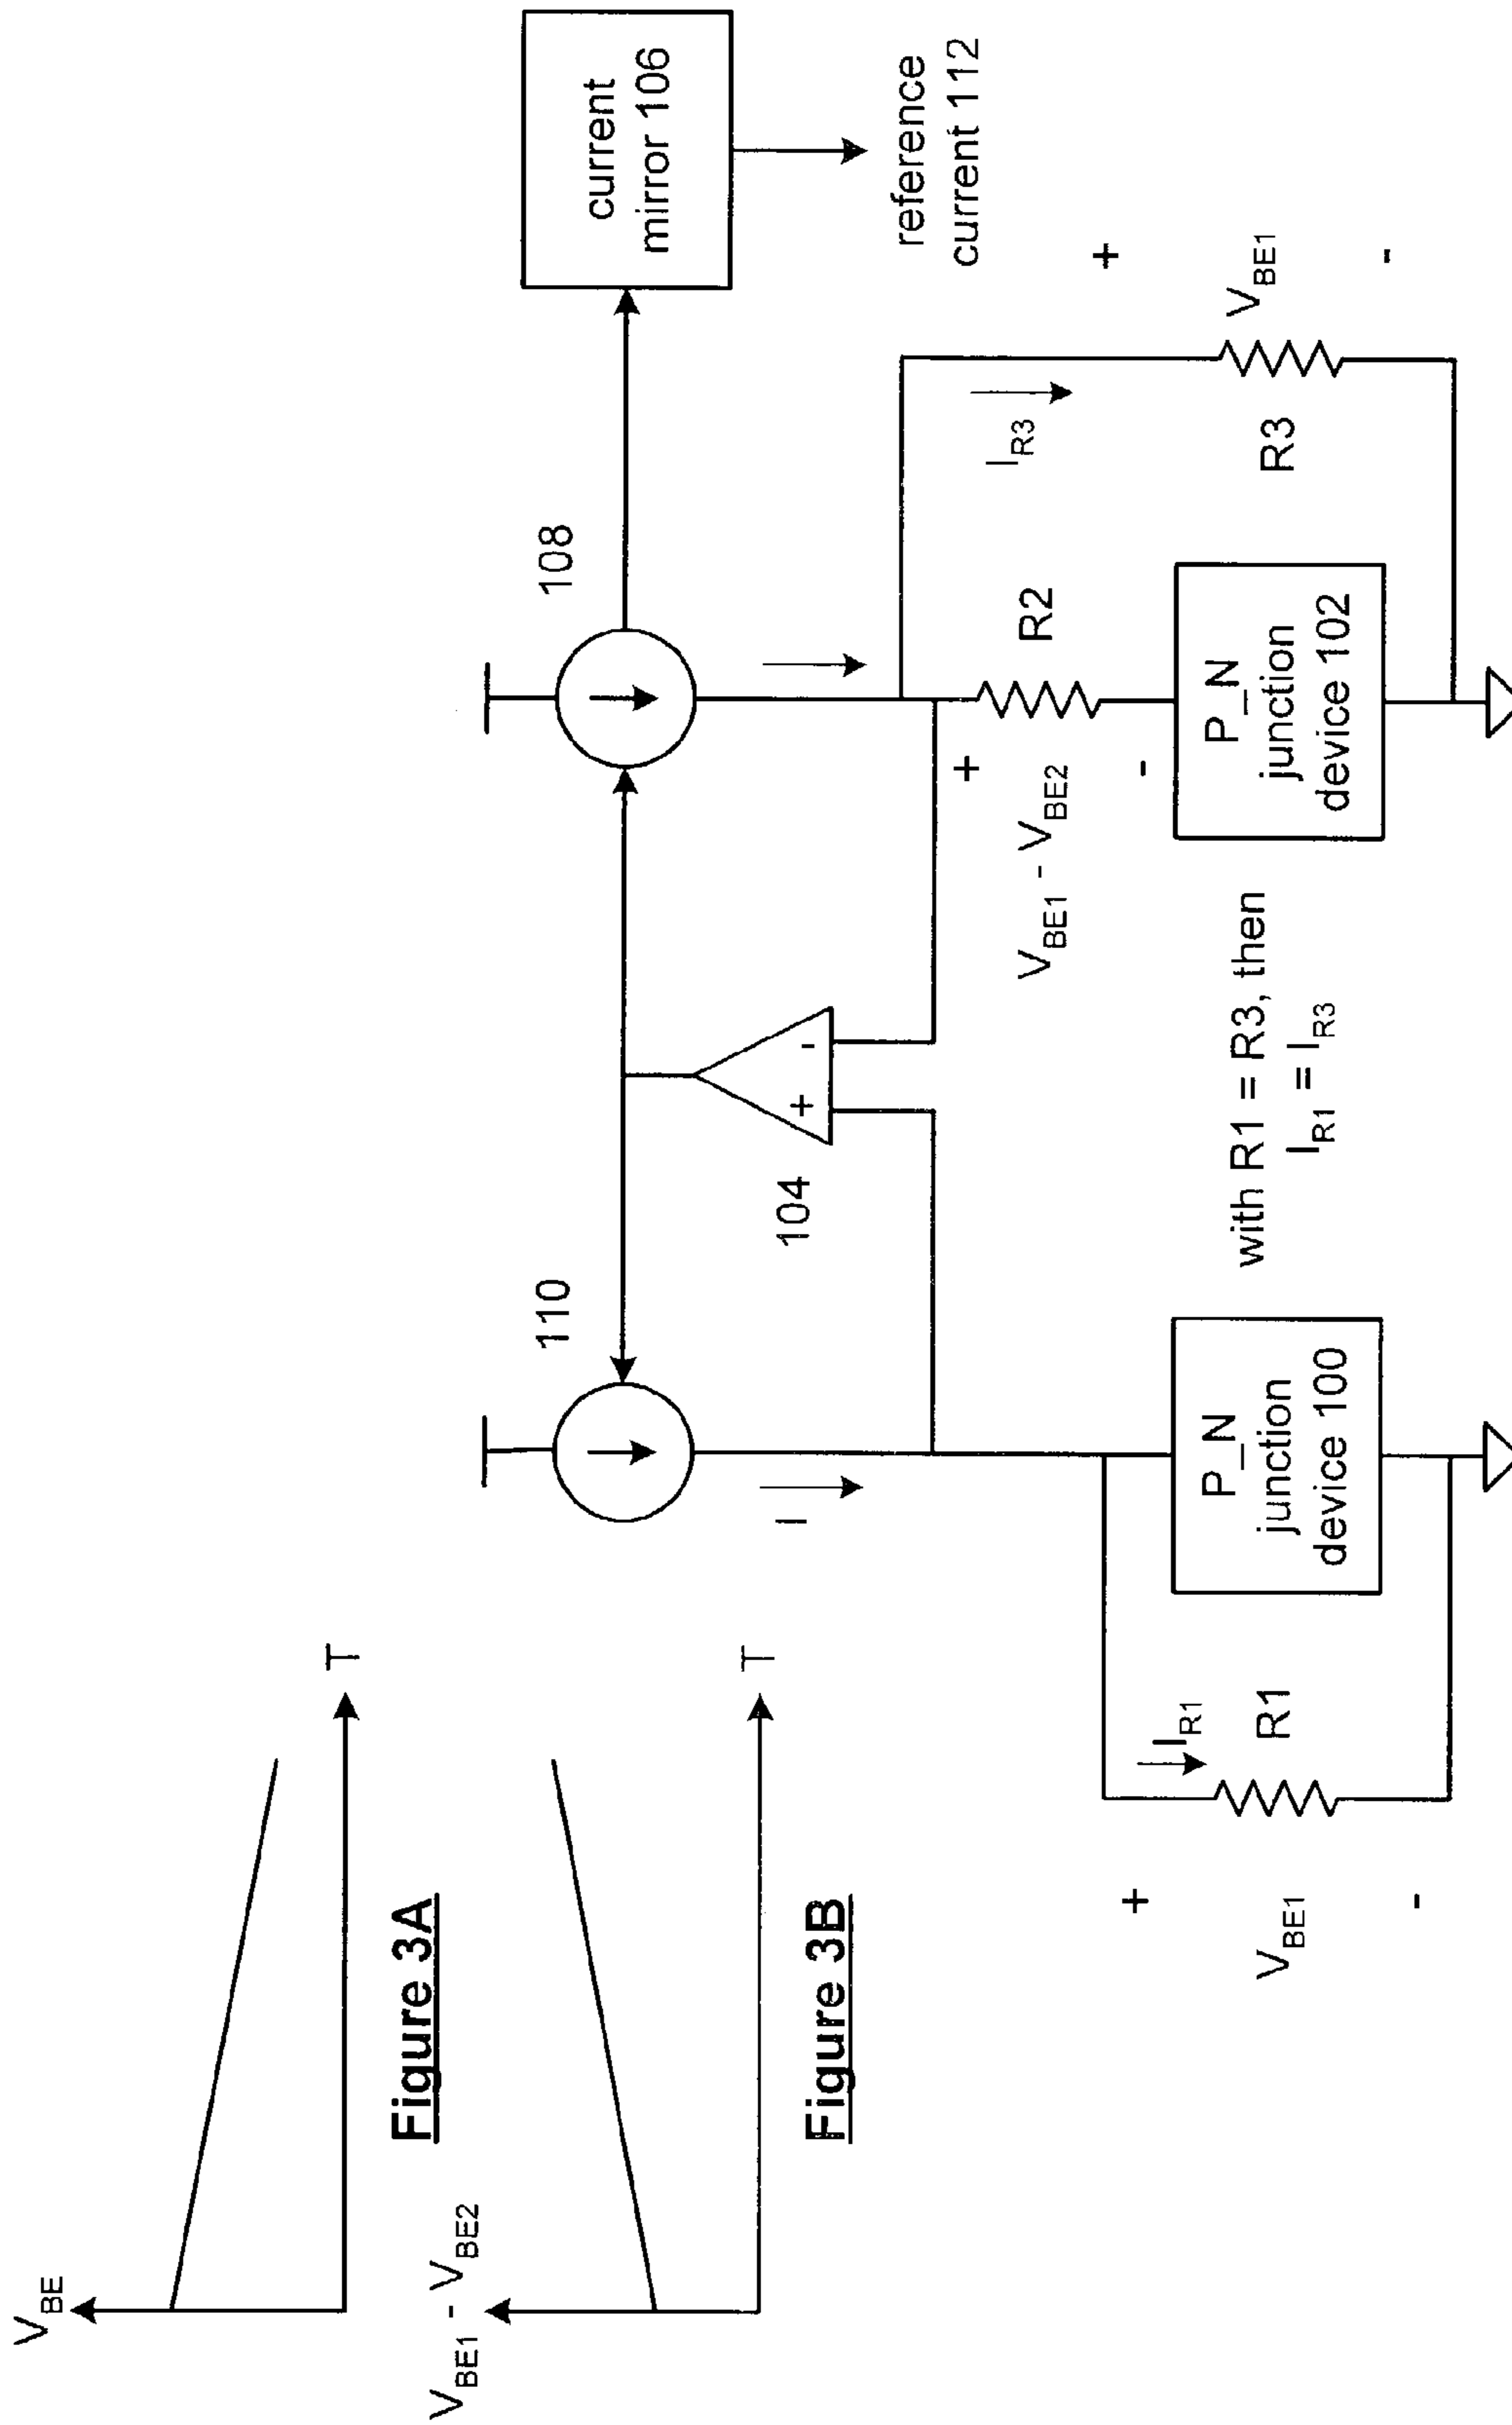 V_BE
T
Figure 3A
V_BE1 - V_BE2
T
Figure 3B
110
108
current
mirror 106
reference
current 112
I
104
+
-
+
V_BE1 - V_BE2
-
R2
I_R3
R3
+
V_BE1
-
+
V_BE1
-
I_R1
R1
P_N
junction
device 100
with R1 = R3, then
I_R1 = I_R3
P_N
junction
device 102